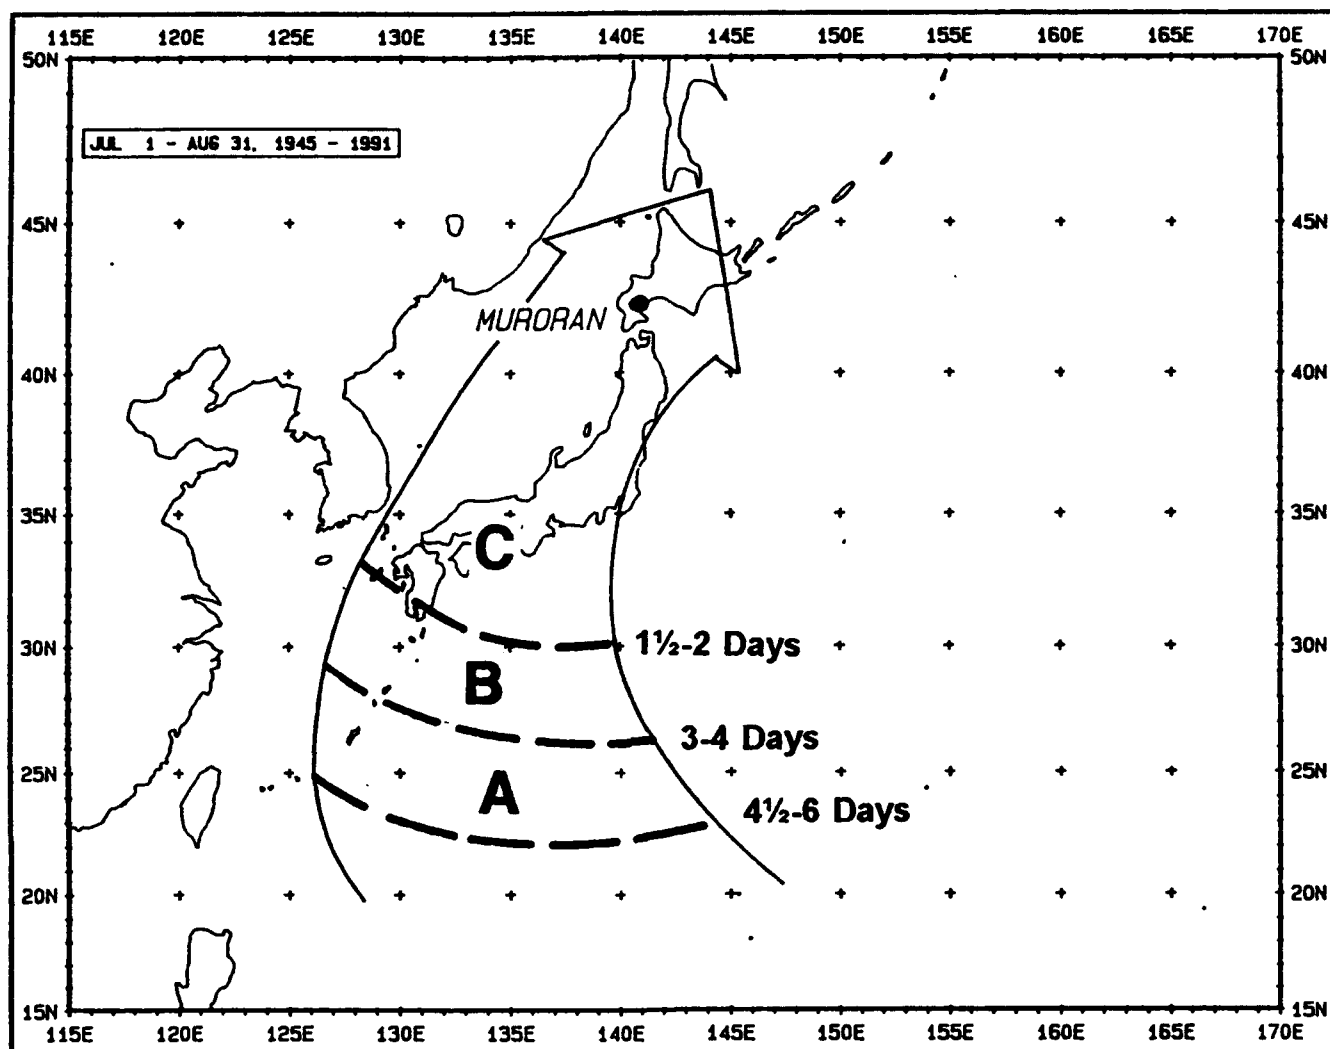 115E 120E 125E 130E 135E 140E 145E 150E 155E 160E 165E 170E
50N 50N
JUL 1 - AUG 31, 1945 - 1991
45N 45N
MURORAN
40N 40N
35N 35N
C
30N 1½-2 Days 30N
B
3-4 Days
25N 25N
A
4½-6 Days
20N 20N
15N 15N
115E 120E 125E 130E 135E 140E 145E 150E 155E 160E 165E 170E